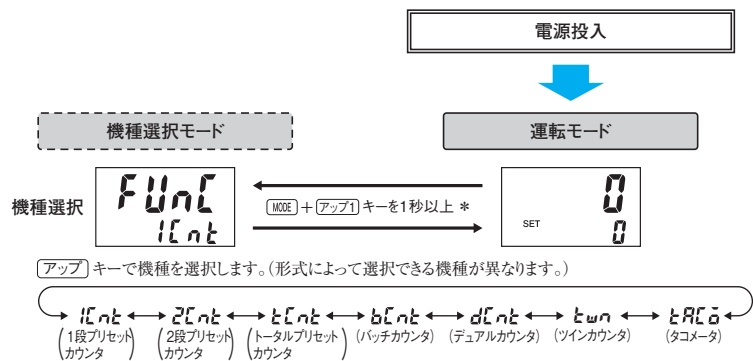 電源投入
機種選択モード
運転モード
機種選択
FUnC
1Cnt
MODE + アップ1 キーを1秒以上 *
0
SET 0
アップ キーで機種を選択します。(形式によって選択できる機種が異なります。)
1Cnt 2Cnt tCnt bCnt dCnt twn tACo
(1段プリセットカウンタ) (2段プリセットカウンタ) (トータルプリセットカウンタ) (バッチカウンタ) (デュアルカウンタ) (ツインカウンタ) (タコメータ)